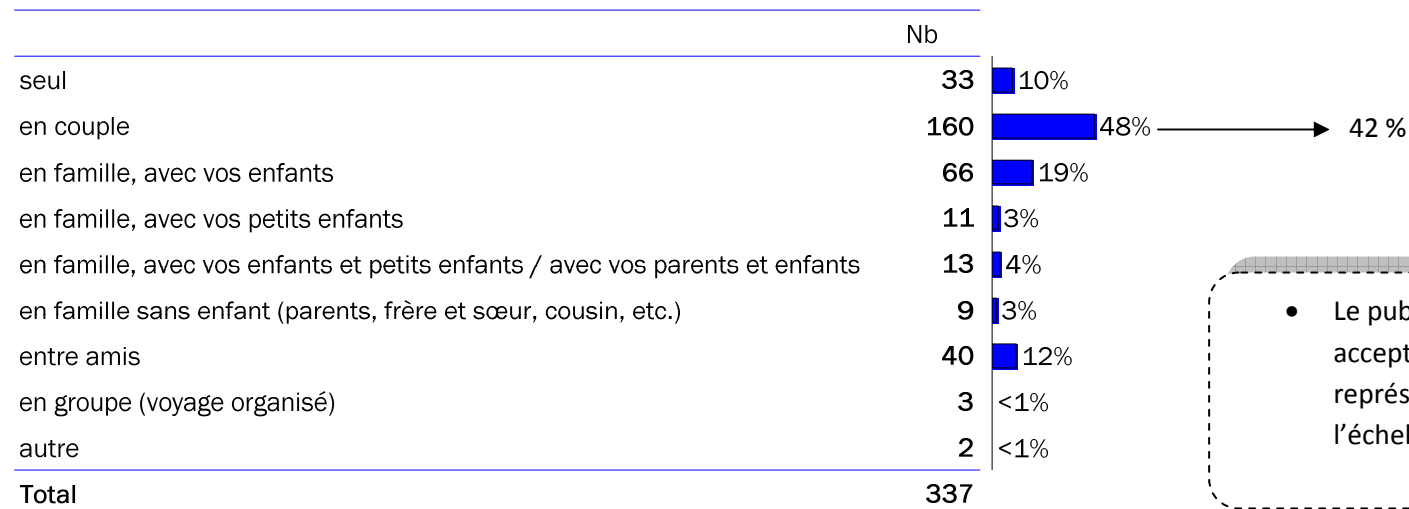 Nb
seul 33 10%
en couple 160 48% 42 %
en famille, avec vos enfants 66 19%
en famille, avec vos petits enfants 11 3%
en famille, avec vos enfants et petits enfants / avec vos parents et enfants 13 4%
en famille sans enfant (parents, frère et sœur, cousin, etc.) 9 3%
entre amis 40 12%
en groupe (voyage organisé) 3 <1%
autre 2 <1%
Total 337
• Le